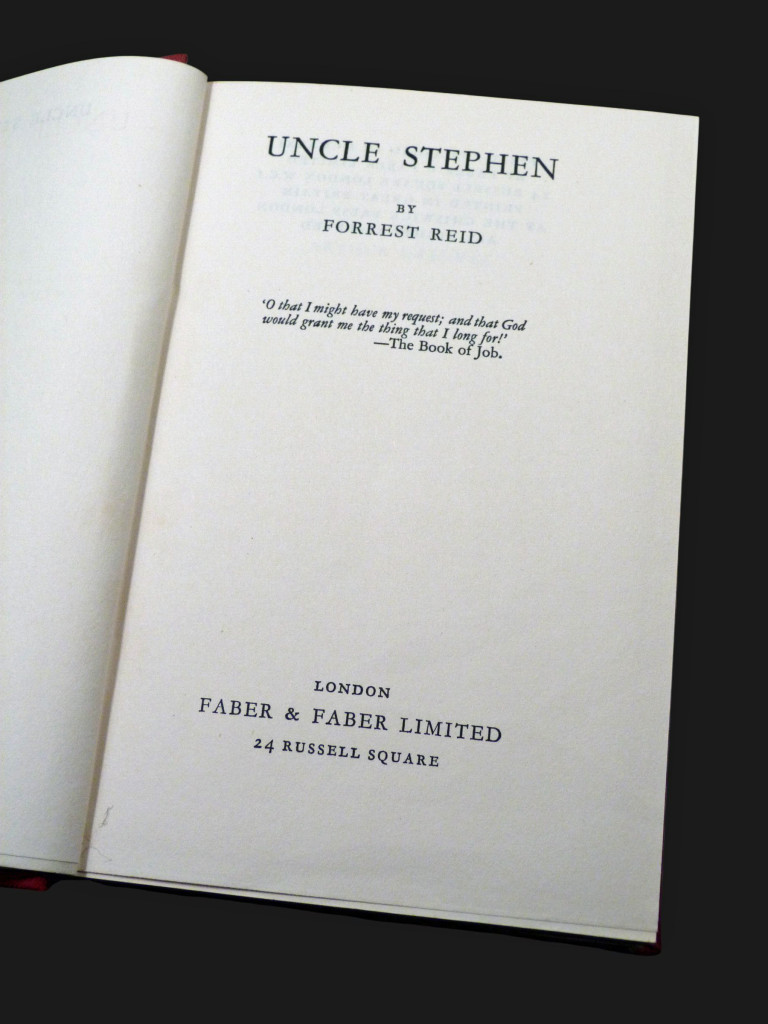 UNCLE STEPHEN
BY
FORREST REID
‘O that I might have my request; and that God
would grant me the thing that I long for!’
—The Book of Job.
LONDON
FABER & FABER LIMITED
24 RUSSELL SQUARE